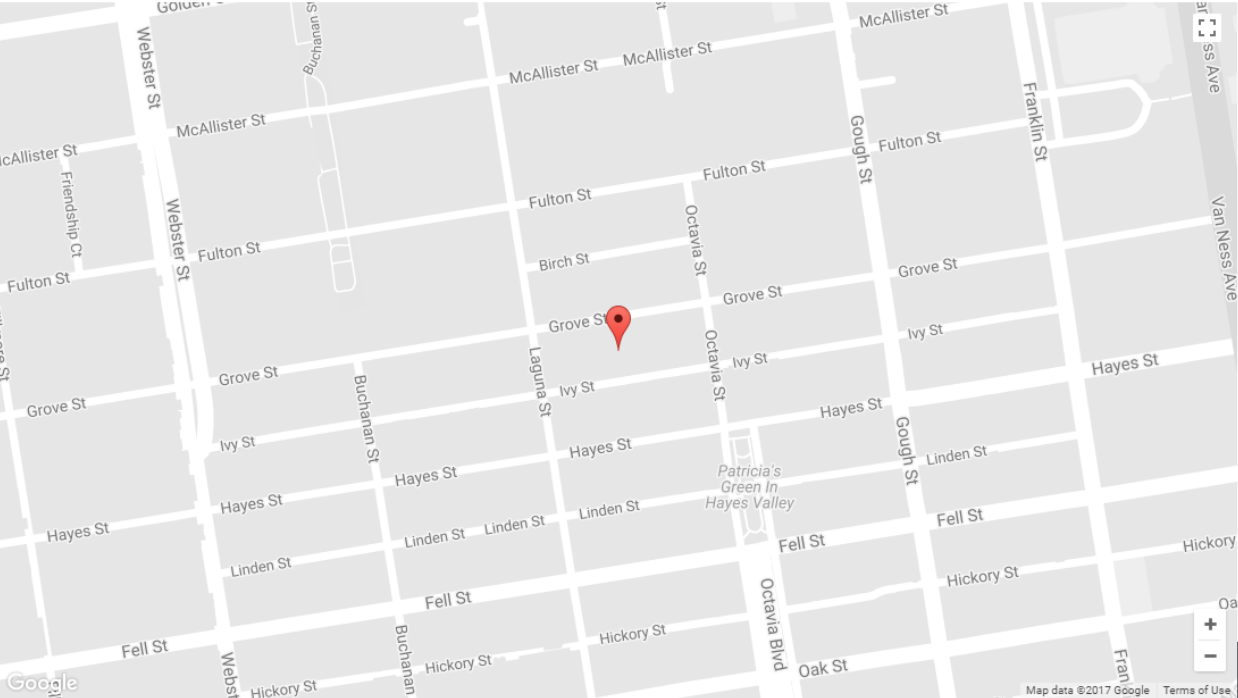 Golden
McAllister St
McAllister St
McAllister St
McAllister St
cAllister St
Webster St
Buchanan S
St
Van Ness Ave
Friendship Ct
Webster St
Gough St
Franklin St
Fulton St
Fulton St
Fulton St
Fulton St
Fulton St
Octavia St
Birch St
ss Ave
Grove St
Grove St
Grove St
Grove St
Grove St
Laguna St
Octavia St
Ivy St
Ivy St
Ivy St
Ivy St
Buchanan St
Hayes St
Hayes St
Hayes St
Hayes St
Hayes St
Hayes St
Gough St
Patricia's
Green In
Hayes Valley
Linden St
Linden St
Linden St
Linden St
Linden St
Fell St
Fell St
Fell St
Fell St
Hickory
Hickory St
Hickory St
Hickory St
Hickory St
Octavia Blvd
Oak St
Oa
Buchanan
Webst
Fran
+
−
Google
Map data ©2017 Google
Terms of Use